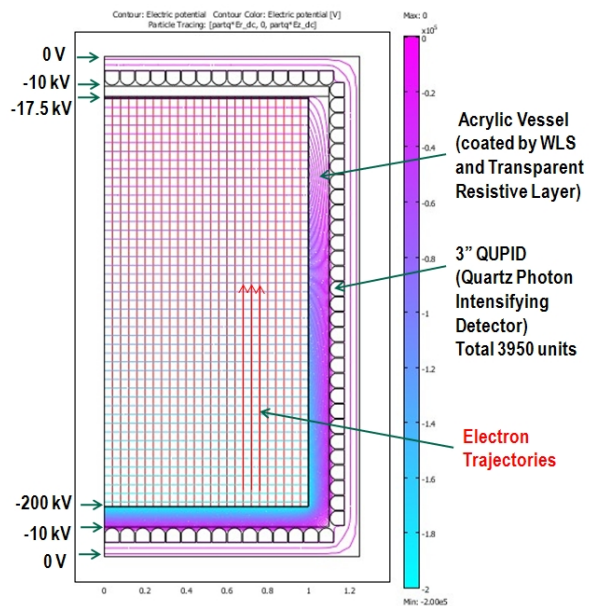 Contour: Electric potential   Contour Color: Electric potential [V]
Particle Tracing: [partq*Er_dc, 0, partq*Ez_dc]
Max: 0
×10⁵
0 V
-10 kV
-17.5 kV
-200 kV
-10 kV
0 V
0
0.2
0.4
0.6
0.8
1
1.2
0
-0.2
-0.4
-0.6
-0.8
-1
-1.2
-1.4
-1.6
-1.8
-2
Min: -2.00e5
Acrylic Vessel
(coated by WLS
and Transparent
Resistive Layer)
3” QUPID
(Quartz Photon
Intensifying
Detector)
Total 3950 units
Electron
Trajectories